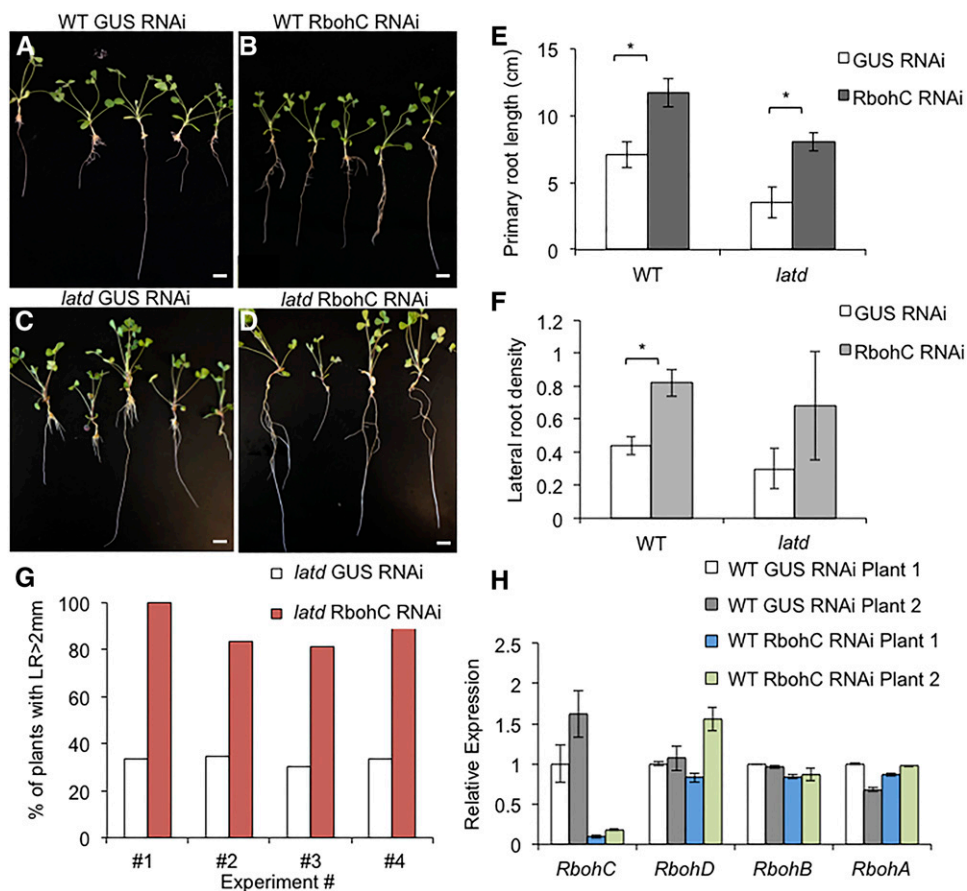 WT GUS RNAi
WT RbohC RNAi
A
B
latd GUS RNAi
latd RbohC RNAi
C
D
E
Primary root length (cm)
15
10
5
0
*
*
GUS RNAi
RbohC RNAi
WT
latd
F
Lateral root density
1.2
1
0.8
0.6
0.4
0.2
0
*
GUS RNAi
RbohC RNAi
WT
latd
G
latd GUS RNAi
latd RbohC RNAi
% of plants with LR>2mm
100
80
60
40
20
0
#1
#2
#3
#4
Experiment #
H
WT GUS RNAi Plant 1
WT GUS RNAi Plant 2
WT RbohC RNAi Plant 1
WT RbohC RNAi Plant 2
Relative Expression
2.5
2
1.5
1
0.5
0
RbohC
RbohD
RbohB
RbohA